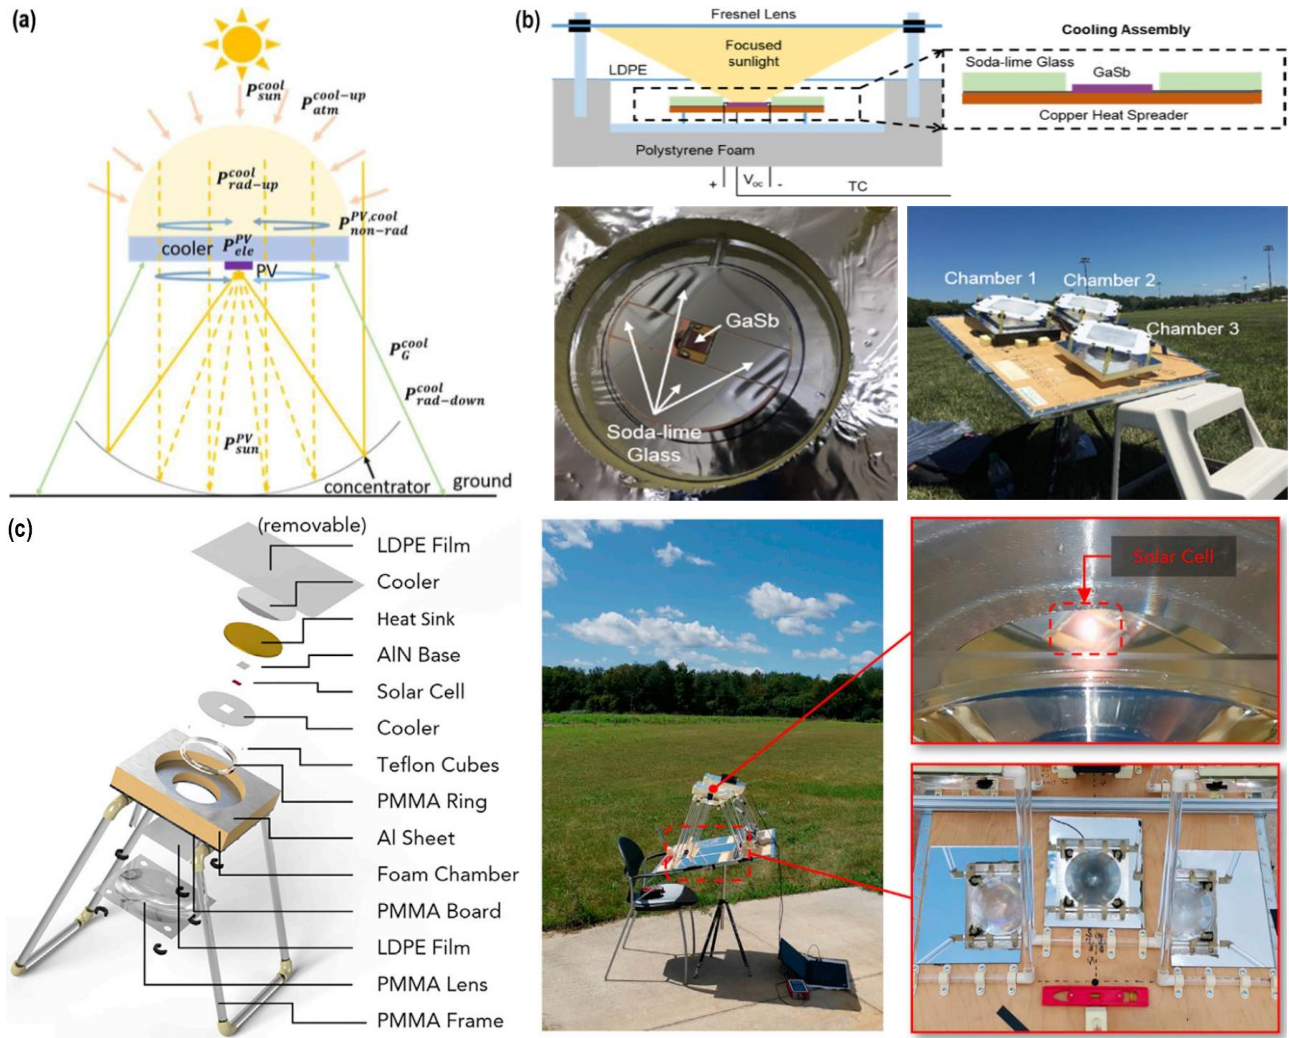 (a)
P_sun^cool
P_atm^cool-up
P_rad-up^cool
P_non-rad^PV,cool
cooler
P_ele^PV
PV
P_G^cool
P_rad-down^cool
P_sun^PV
concentrator
ground
(b)
Fresnel Lens
Focused
sunlight
LDPE
Polystyrene Foam
+ Voc -
TC
Cooling Assembly
Soda-lime Glass
GaSb
Copper Heat Spreader
GaSb
Soda-lime
Glass
Chamber 1
Chamber 2
Chamber 3
(c)
(removable)
LDPE Film
Cooler
Heat Sink
AlN Base
Solar Cell
Cooler
Teflon Cubes
PMMA Ring
Al Sheet
Foam Chamber
PMMA Board
LDPE Film
PMMA Lens
PMMA Frame
Solar Cell